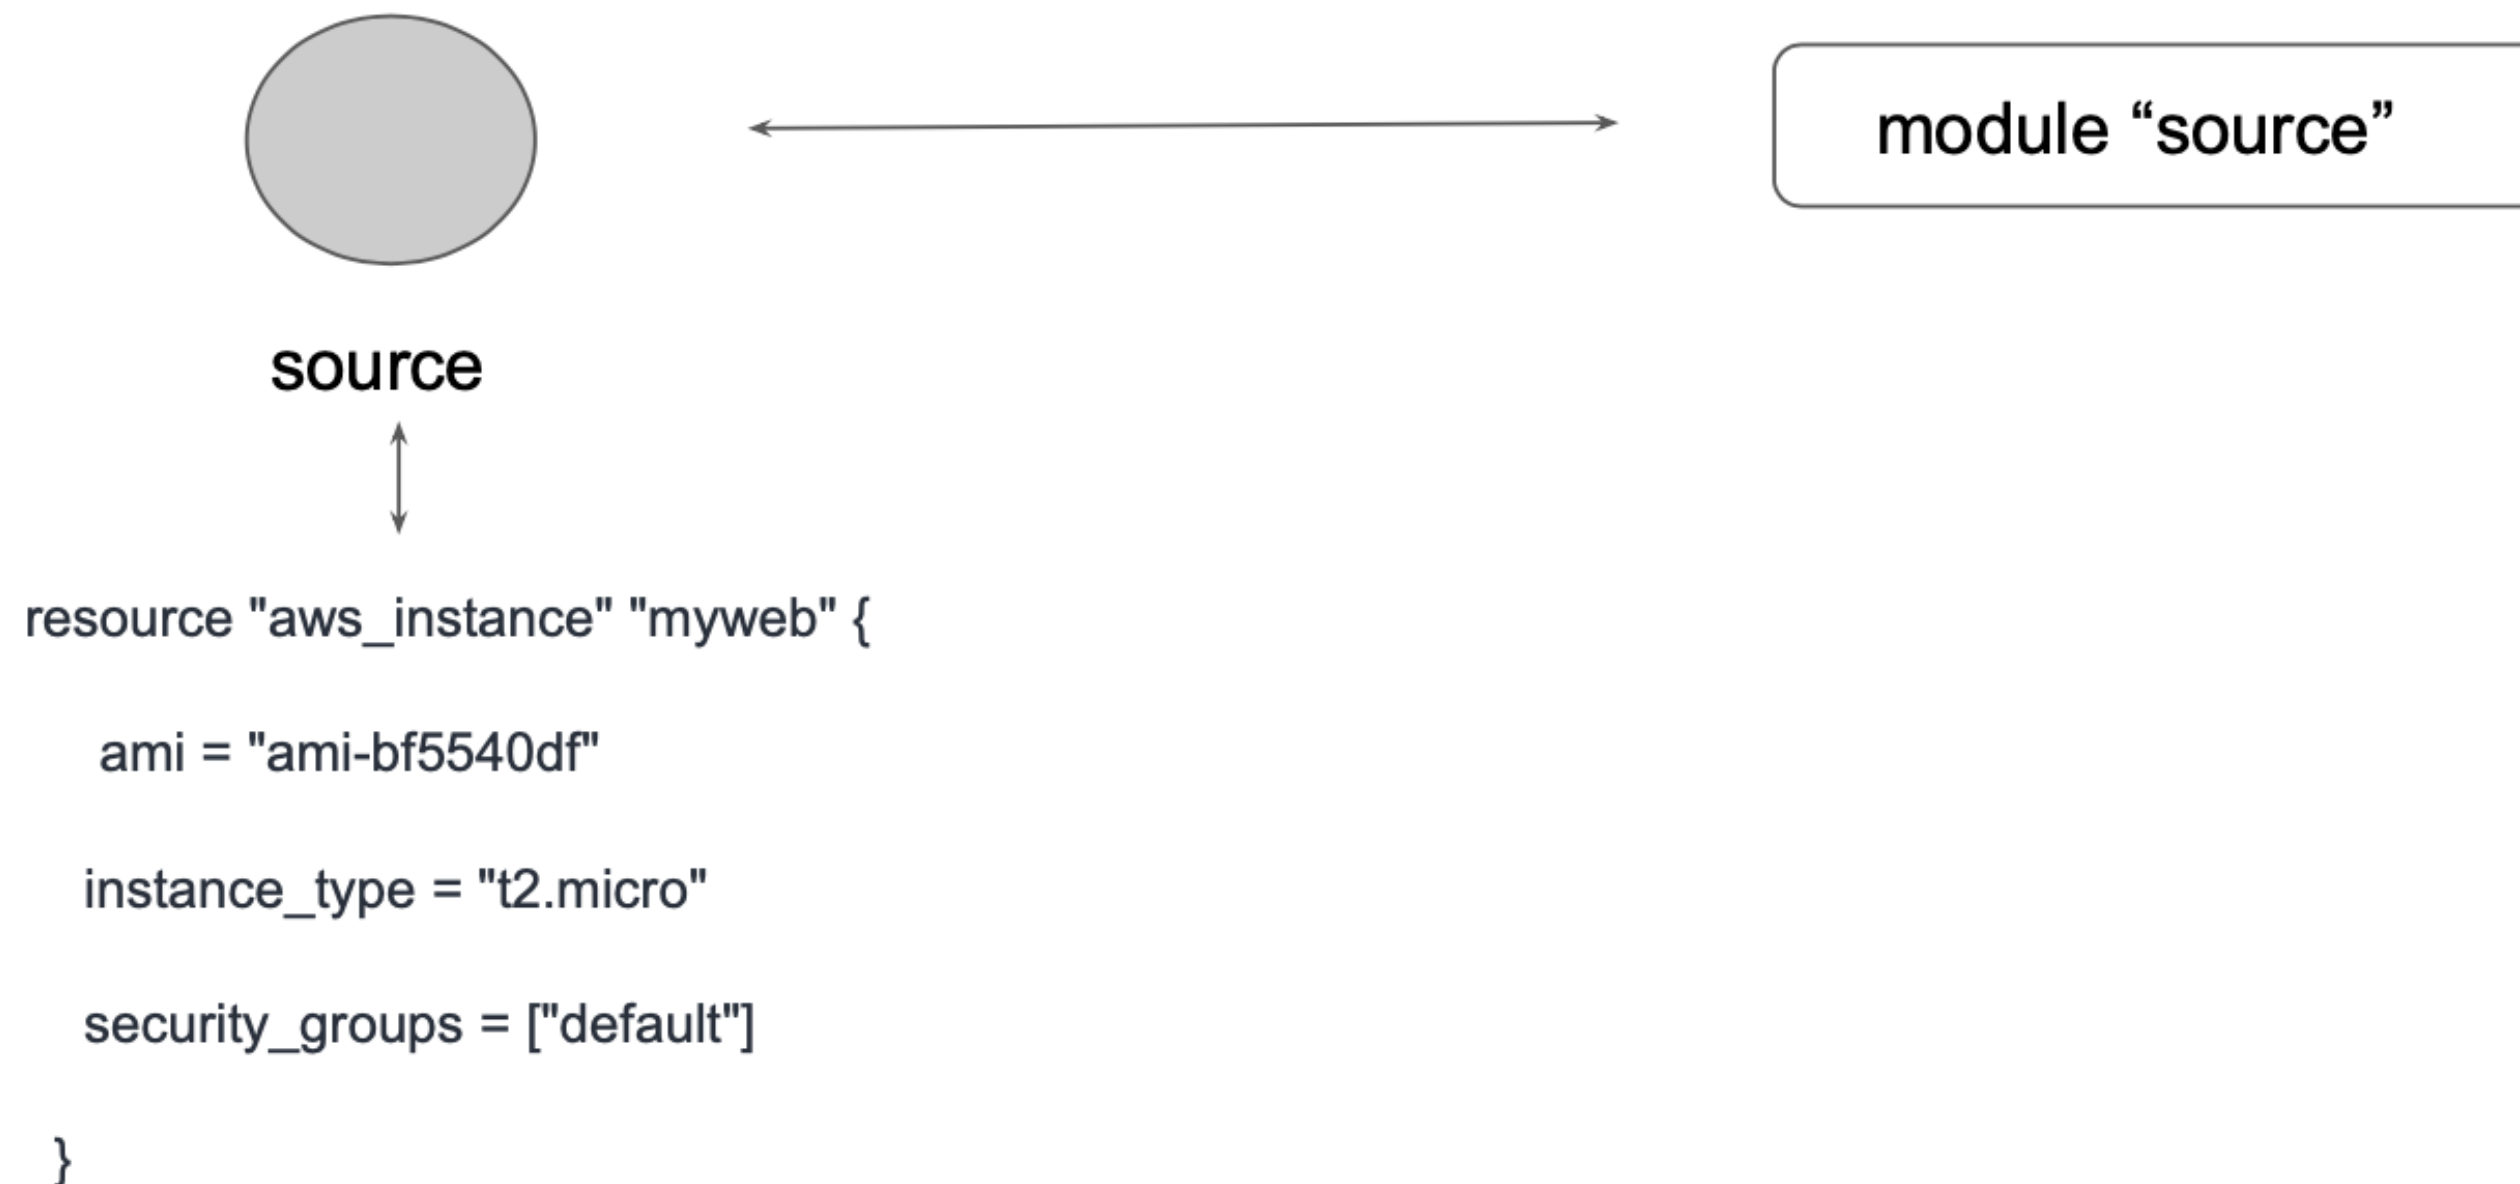 module “source”
source
resource "aws_instance" "myweb" {
ami = "ami-bf5540df"
instance_type = "t2.micro"
security_groups = ["default"]
}